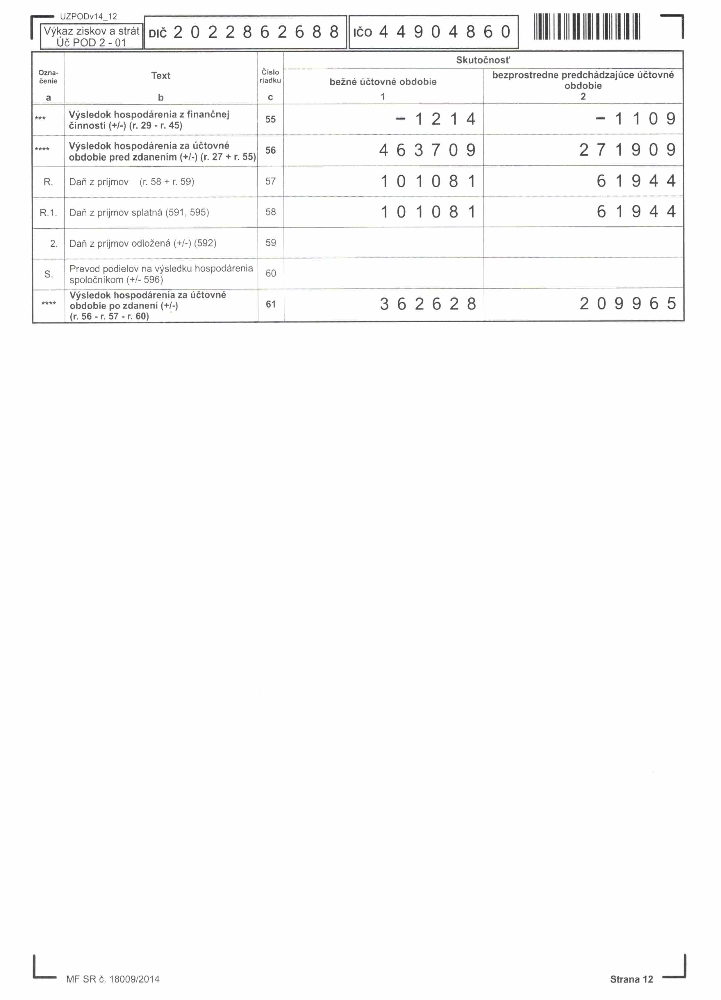 UZPODv14_12
Výkaz ziskov a strát
Úč POD 2 - 01
DIČ 2 0 2 2 8 6 2 6 8 8
IČO 4 4 9 0 4 8 6 0
Skutočnosť
Ozna-
čenie
Text
Číslo
riadku
bežné účtovné obdobie
bezprostredne predchádzajúce účtovné
obdobie
a b c 1 2
*** Výsledok hospodárenia z finančnej
činnosti (+/-) (r. 29 - r. 45) 55 - 1 2 1 4 - 1 1 0 9
**** Výsledok hospodárenia za účtovné
obdobie pred zdanením (+/-) (r. 27 + r. 55) 56 4 6 3 7 0 9 2 7 1 9 0 9
R. Daň z príjmov (r. 58 + r. 59) 57 1 0 1 0 8 1 6 1 9 4 4
R.1. Daň z príjmov splatná (591, 595) 58 1 0 1 0 8 1 6 1 9 4 4
2. Daň z príjmov odložená (+/-) (592) 59
S. Prevod podielov na výsledku hospodárenia
spoločníkom (+/- 596) 60
Výsledok hospodárenia za účtovné
**** obdobie po zdanení (+/-) 61 3 6 2 6 2 8 2 0 9 9 6 5
(r. 56 - r. 57 - r. 60)
MF SR č. 18009/2014
Strana 12